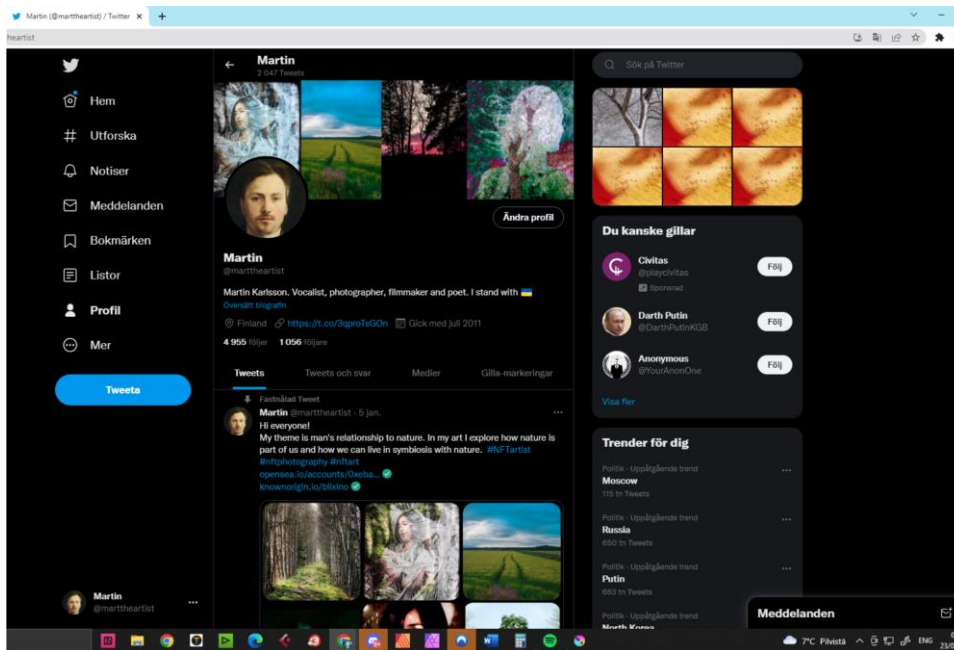 Martin (@marttheartist) / Twitter
heartist
Hem
Utforska
Notiser
Meddelanden
Bokmärken
Listor
Profil
Mer
Tweeta
Martin
@marttheartist
Martin
2 047 Tweets
Ändra profil
Martin
@marttheartist
Martin Karlsson. Vocalist, photographer, filmmaker and poet. I stand with
Översätt biografin
Finland https://t.co/3qproTsGOn Gick med juli 2011
4 955 följer 1 056 följare
Tweets Tweets och svar Medier Gilla-markeringar
Fastnålad Tweet
Martin @marttheartist · 5 jan.
Hi everyone!
My theme is man's relationship to nature. In my art I explore how nature is
part of us and how we can live in symbiosis with nature. #NFTartist
#nftphotography #nftart
opensea.io/accounts/0xeba...
knownorigin.io/blixino
Sök på Twitter
Du kanske gillar
Civitas
@playcivitas
Sponsrad
Följ
Darth Putin
@DarthPutinKGB
Följ
Anonymous
@YourAnonOne
Följ
Visa fler
Trender för dig
Politik · Uppåtgående trend
Moscow
115 tn Tweets
Politik · Uppåtgående trend
Russia
650 tn Tweets
Politik · Uppåtgående trend
Putin
663 tn Tweets
Politik · Uppåtgående trend
North Korea
Meddelanden
7°C Pilvistä ENG